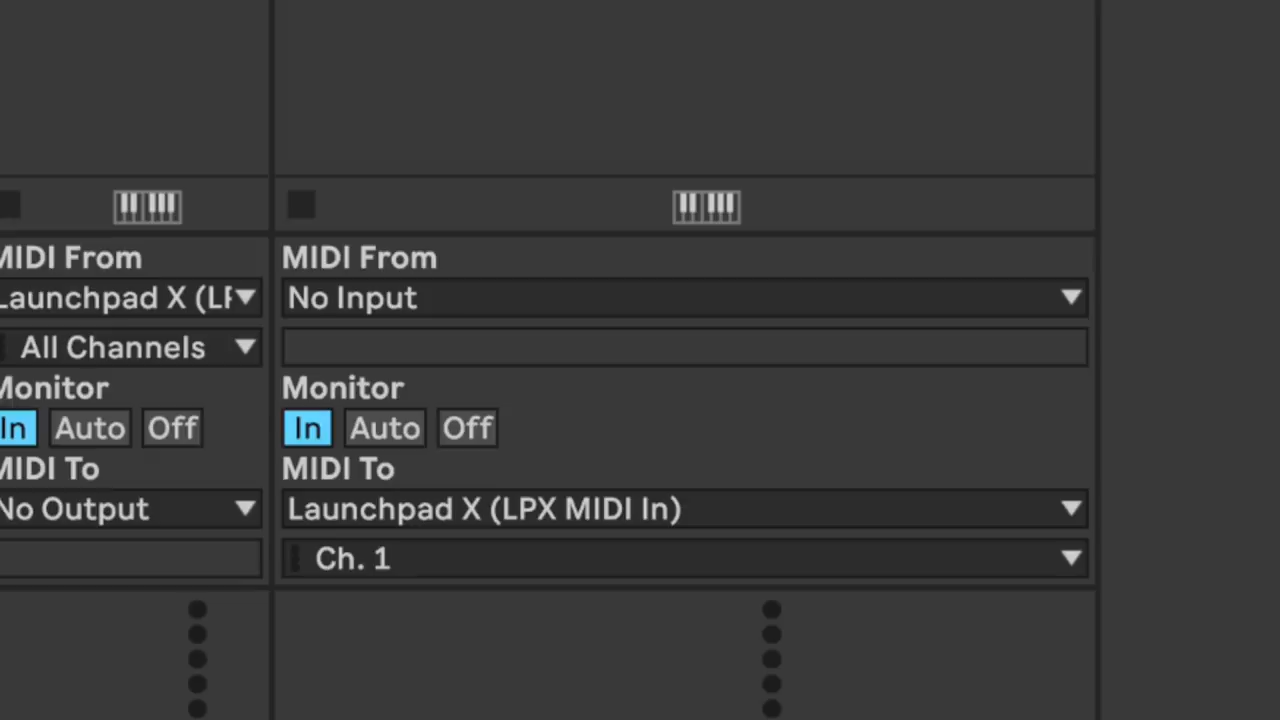 MIDI From
Launchpad X (LP
All Channels
Monitor
In Auto Off
MIDI To
No Output
MIDI From
No Input
Monitor
In Auto Off
MIDI To
Launchpad X (LPX MIDI In)
Ch. 1